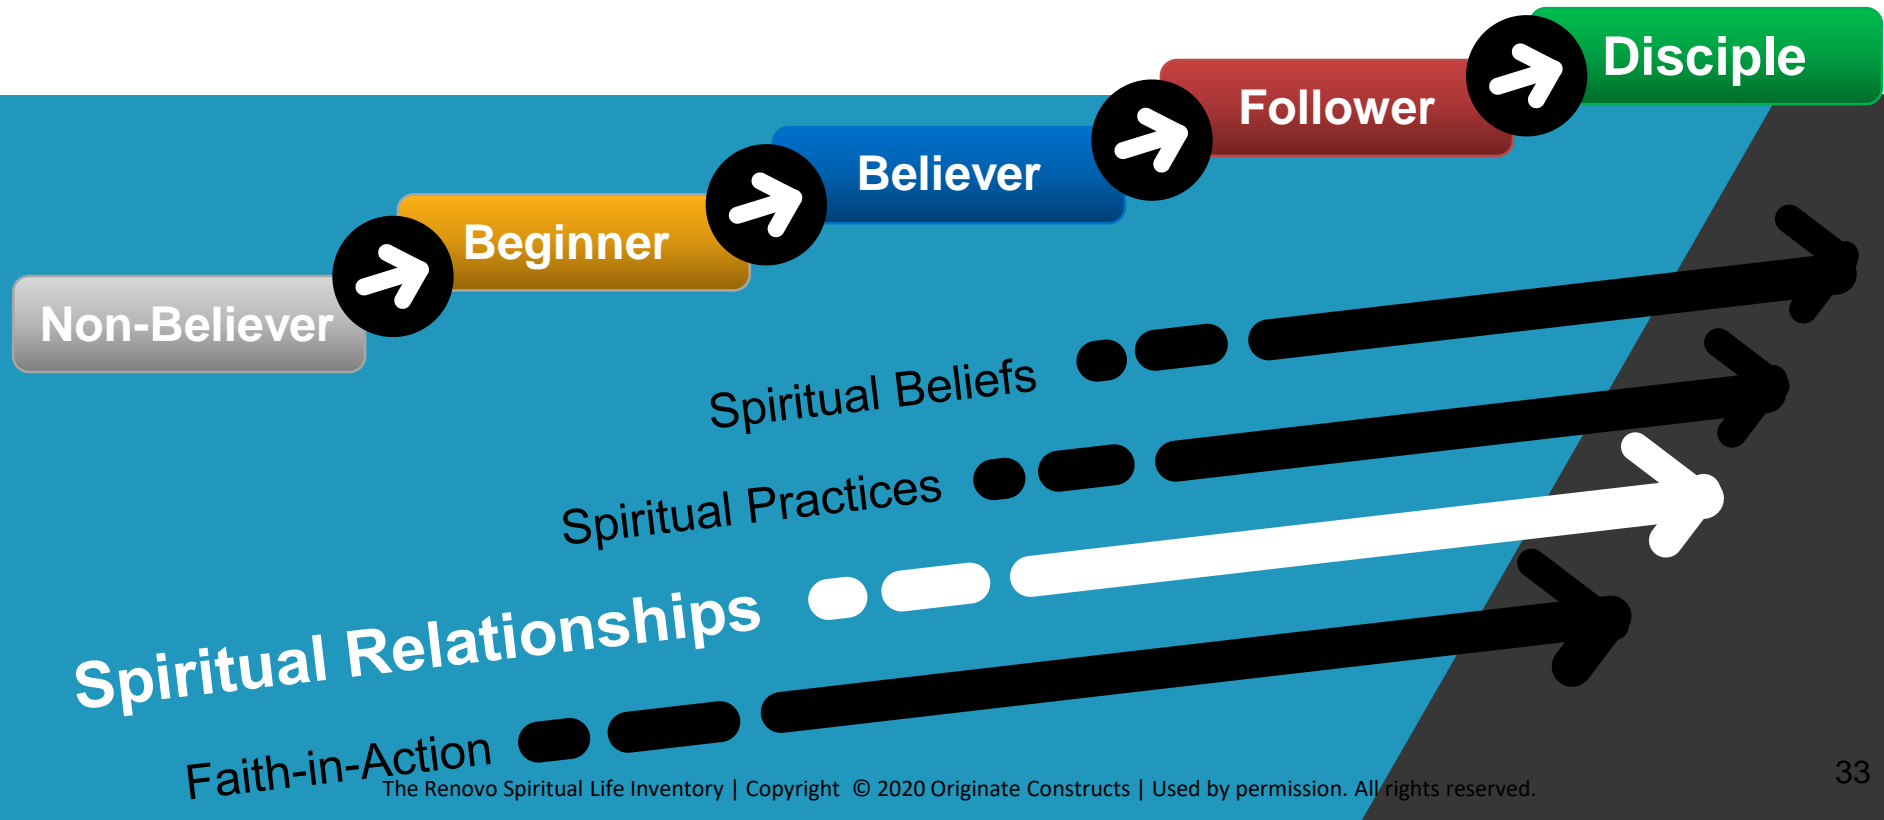 Disciple
Follower
Believer
Beginner
Non-Believer
Spiritual Beliefs
Spiritual Practices
Spiritual Relationships
Faith-in-Action
The Renovo Spiritual Life Inventory | Copyright © 2020 Originate Constructs | Used by permission. All rights reserved.
33